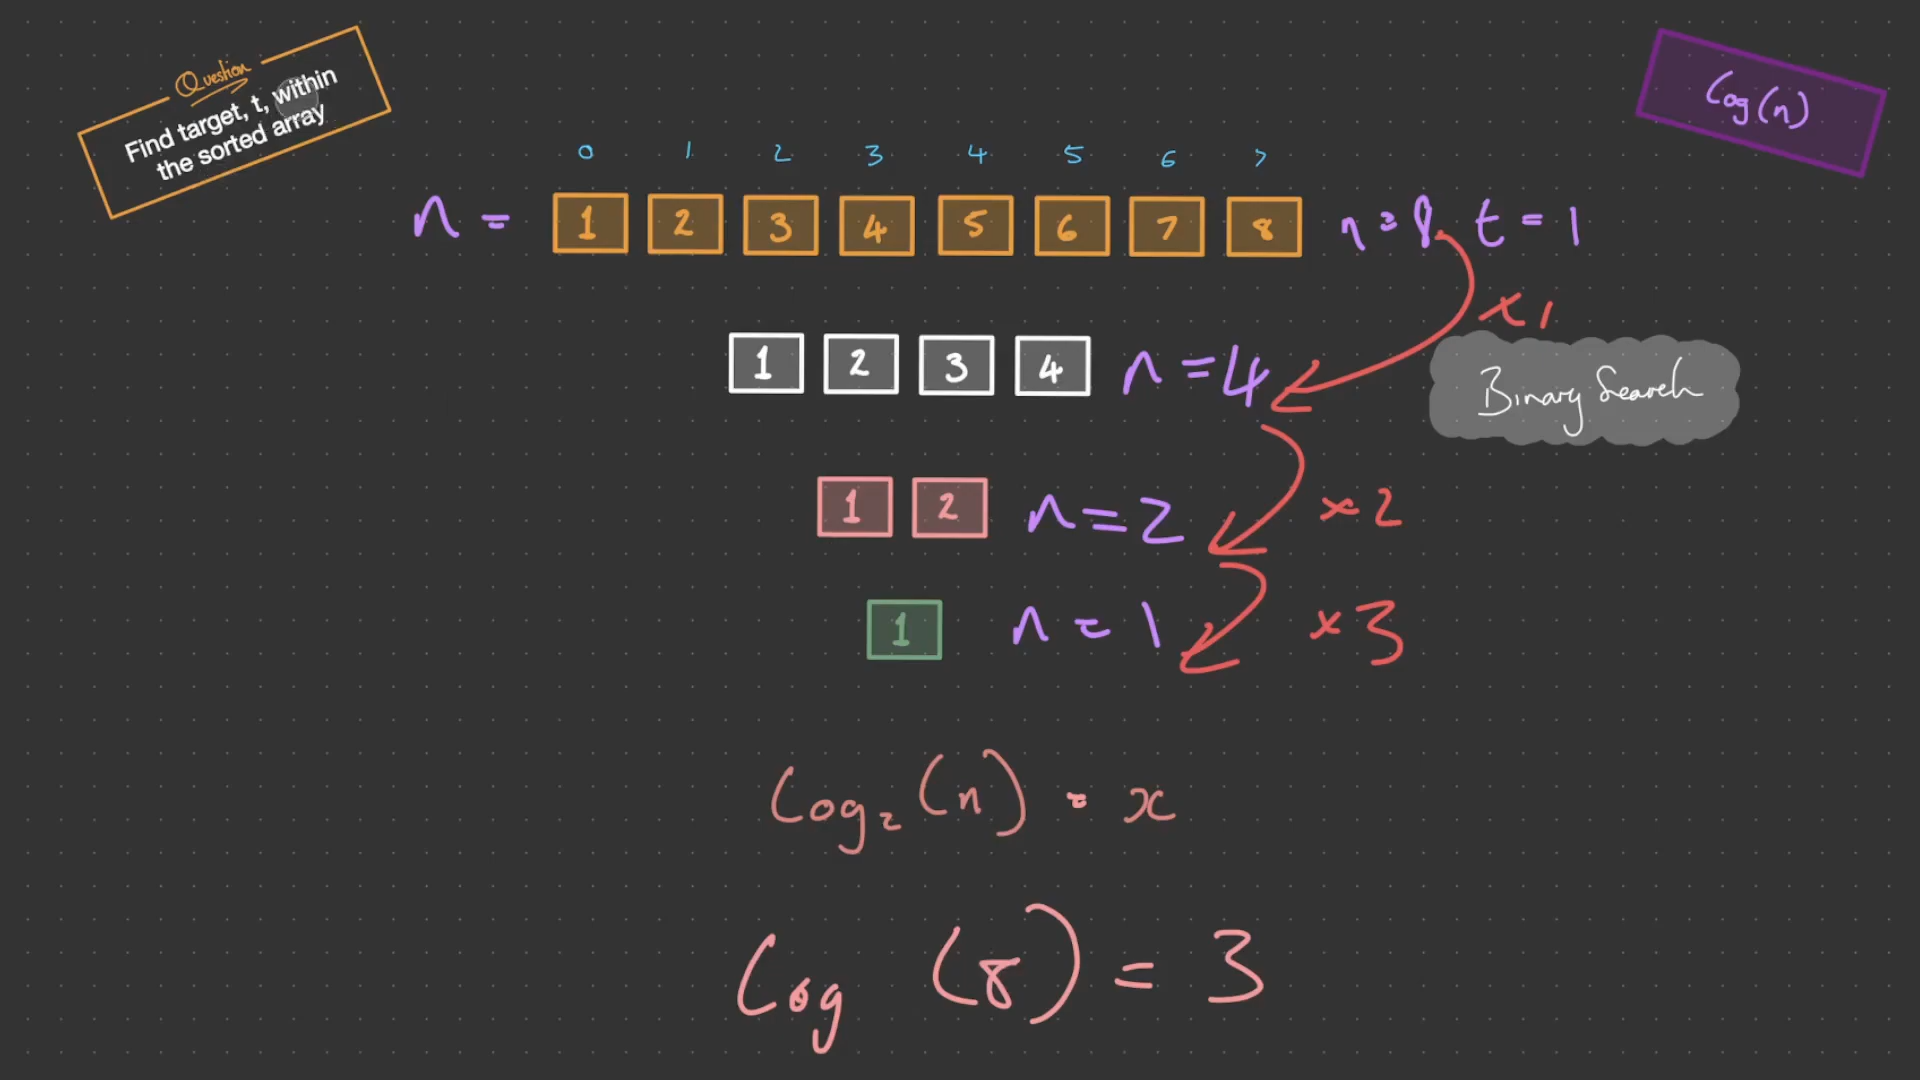 Question
Find target, t, within
the sorted array
Log(n)
0 1 2 3 4 5 6 7
n = 1 2 3 4 5 6 7 8 n = 8 t = 1
x1
1 2 3 4 n = 4
Binary Search
1 2 n = 2 x2
1 n = 1 x3
Log₂(n) = x
Log (8) = 3